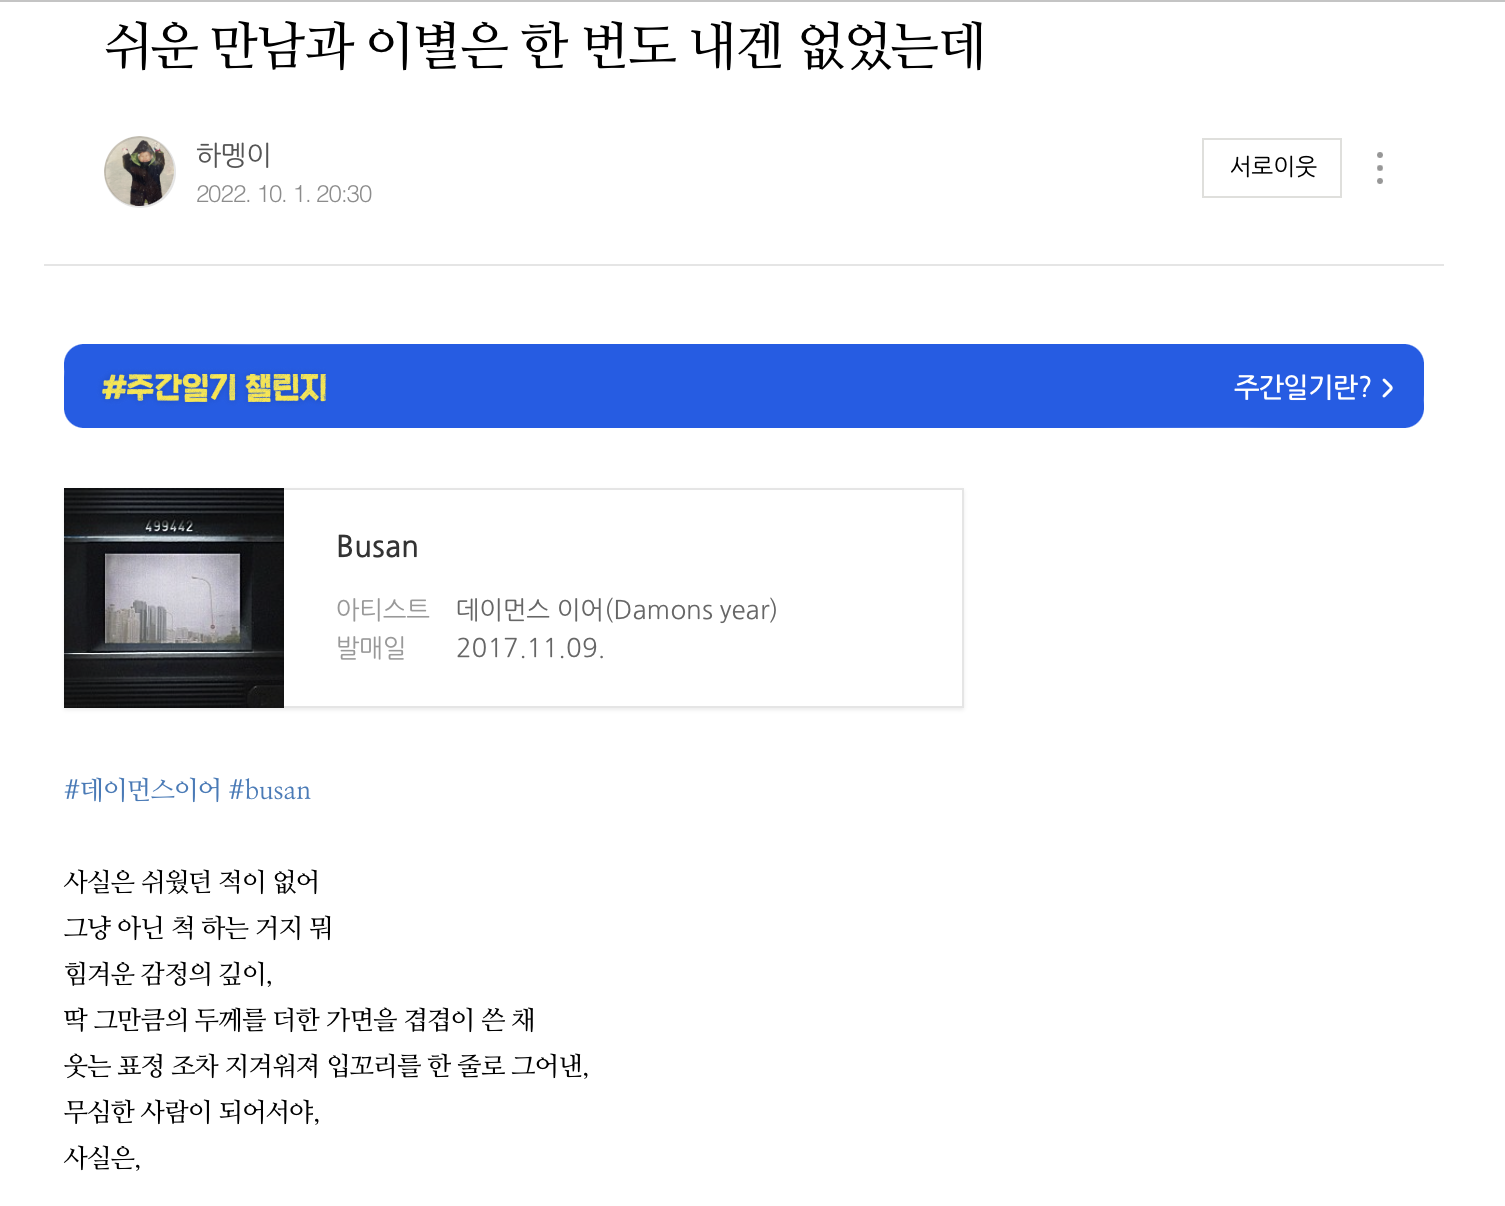 쉬운 만남과 이별은 한 번도 내겐 없었는데
하멩이
2022. 10. 1. 20:30
서로이웃
#주간일기 챌린지
주간일기란?
499442
Busan
아티스트 데이먼스 이어(Damons year)
발매일 2017.11.09.
#데이먼스이어 #busan
사실은 쉬웠던 적이 없어
그냥 아닌 척 하는 거지 뭐
힘겨운 감정의 깊이,
딱 그만큼의 두께를 더한 가면을 겹겹이 쓴 채
웃는 표정 조차 지겨워져 입꼬리를 한 줄로 그어낸,
무심한 사람이 되어서야,
사실은,